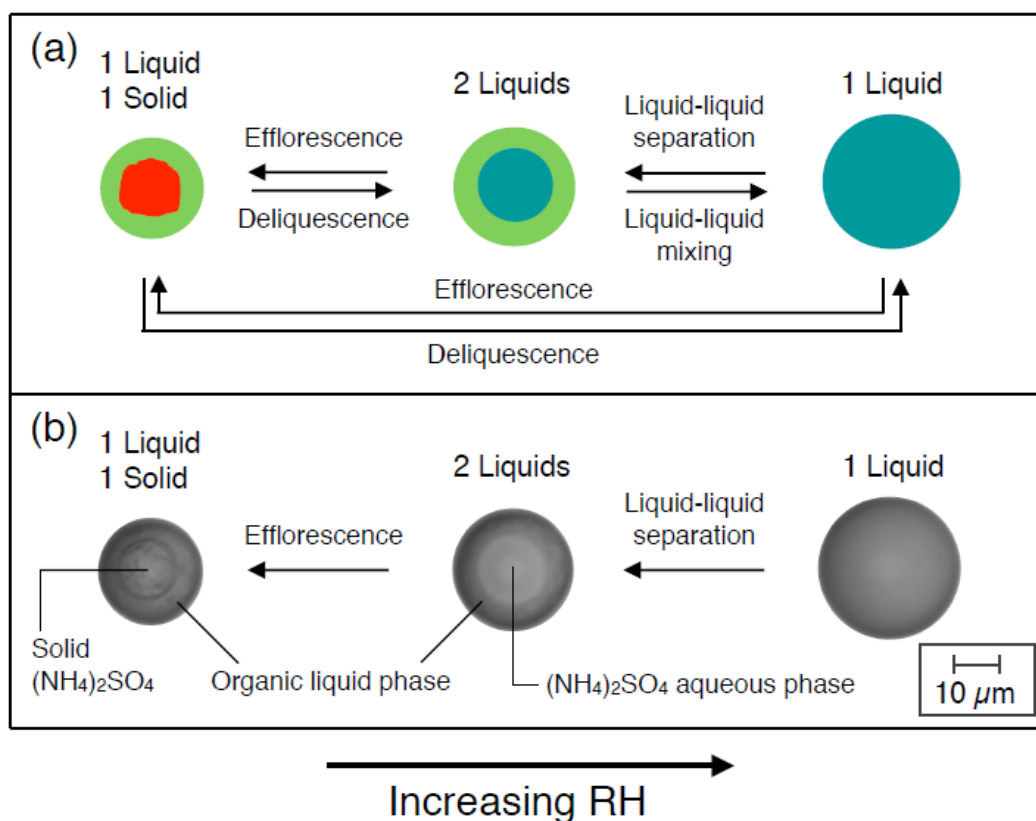 (a)
1 Liquid
1 Solid
2 Liquids
1 Liquid
Efflorescence
Deliquescence
Liquid-liquid
separation
Liquid-liquid
mixing
Efflorescence
Deliquescence
(b)
1 Liquid
1 Solid
2 Liquids
1 Liquid
Efflorescence
Liquid-liquid
separation
Solid
(NH4)2SO4
Organic liquid phase
(NH4)2SO4 aqueous phase
10 μm
Increasing RH